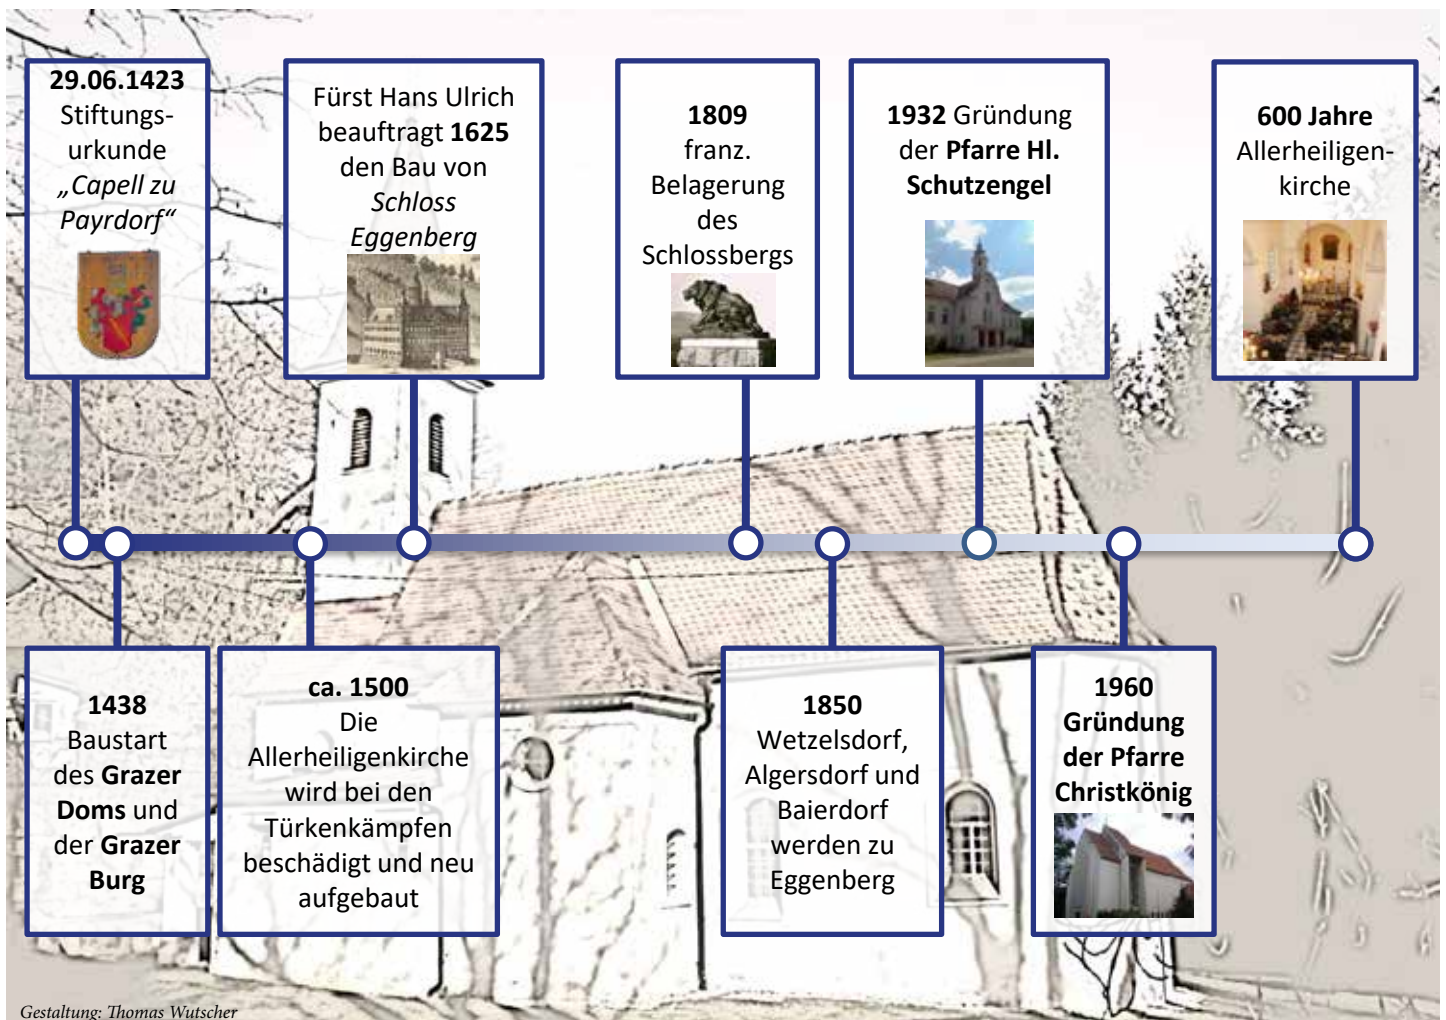 29.06.1423
Stiftungs-
urkunde
„Capell zu
Payrdorf“
Fürst Hans Ulrich
beauftragt 1625
den Bau von
Schloss
Eggenberg
1809
franz.
Belagerung
des
Schlossbergs
1932 Gründung
der Pfarre Hl.
Schutzengel
600 Jahre
Allerheiligen-
kirche
1438
Baustart
des Grazer
Doms und
der Grazer
Burg
ca. 1500
Die
Allerheiligenkirche
wird bei den
Türkenkämpfen
beschädigt und neu
aufgebaut
1850
Wetzelsdorf,
Algersdorf und
Baierdorf
werden zu
Eggenberg
1960
Gründung
der Pfarre
Christkönig
Gestaltung: Thomas Wutscher